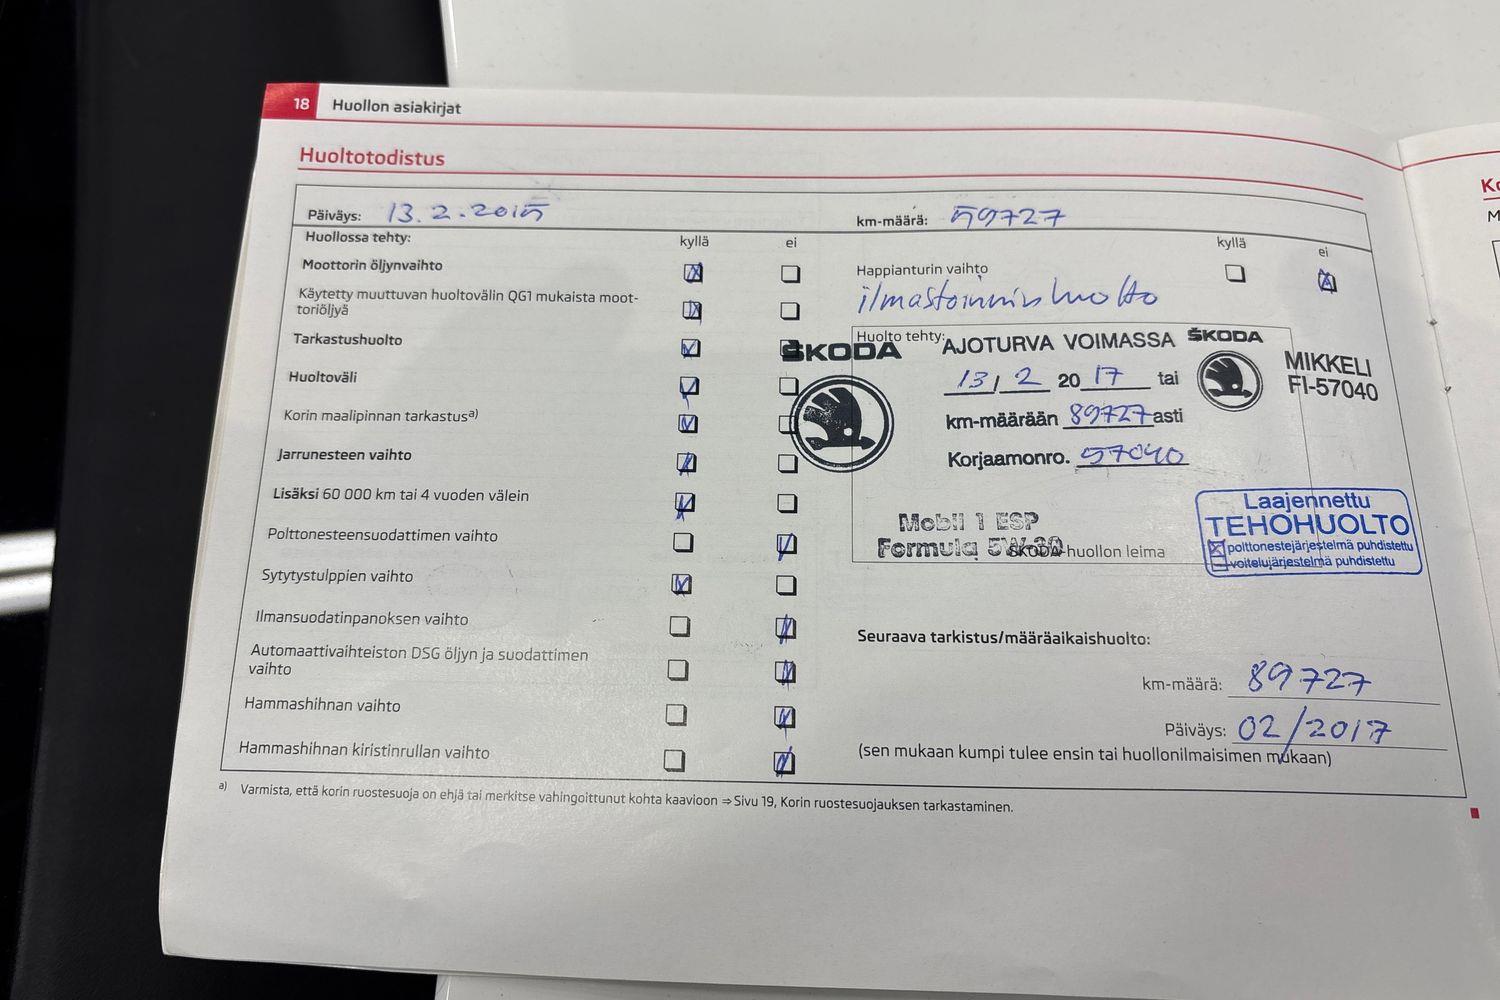 18 Huollon asiakirjat
Huoltotodistus
Päiväys: 13.2.2015
km-määrä: 59727
Huollossa tehty: kyllä ei
Moottorin öljynvaihto
Käytetty muuttuvan huoltovälin QG1 mukaista moot-
toriöljyä
Tarkastushuolto
Huoltoväli
Korin maalipinnan tarkastus a)
Jarrunesteen vaihto
Lisäksi 60 000 km tai 4 vuoden välein
Polttonesteensuodattimen vaihto
Sytytystulppien vaihto
Ilmansuodatinpanoksen vaihto
Automaattivaihteiston DSG öljyn ja suodattimen
vaihto
Hammashihnan vaihto
Hammashihnan kiristinrullan vaihto
kyllä ei
Happianturin vaihto
ilmastoinnin huolto
Huolto tehty:
ŠKODA
AJOTURVA VOIMASSA
13/2 2017 tai
km-määrään 89727 asti
Korjaamonro. 57040
ŠKODA
MIKKELI
FI-57040
Mobil 1 ESP
Formula 5W-30
ŠKODA-huollon leima
Laajennettu
TEHOHUOLTO
polttonestejärjestelmä puhdistettu
voitelujärjestelmä puhdistettu
Seuraava tarkistus/määräaikaishuolto:
km-määrä: 89727
Päiväys: 02/2017
(sen mukaan kumpi tulee ensin tai huollonilmaisimen mukaan)
a) Varmista, että korin ruostesuoja on ehjä tai merkitse vahingoittunut kohta kaavioon ⇒ Sivu 19, Korin ruostesuojauksen tarkastaminen.